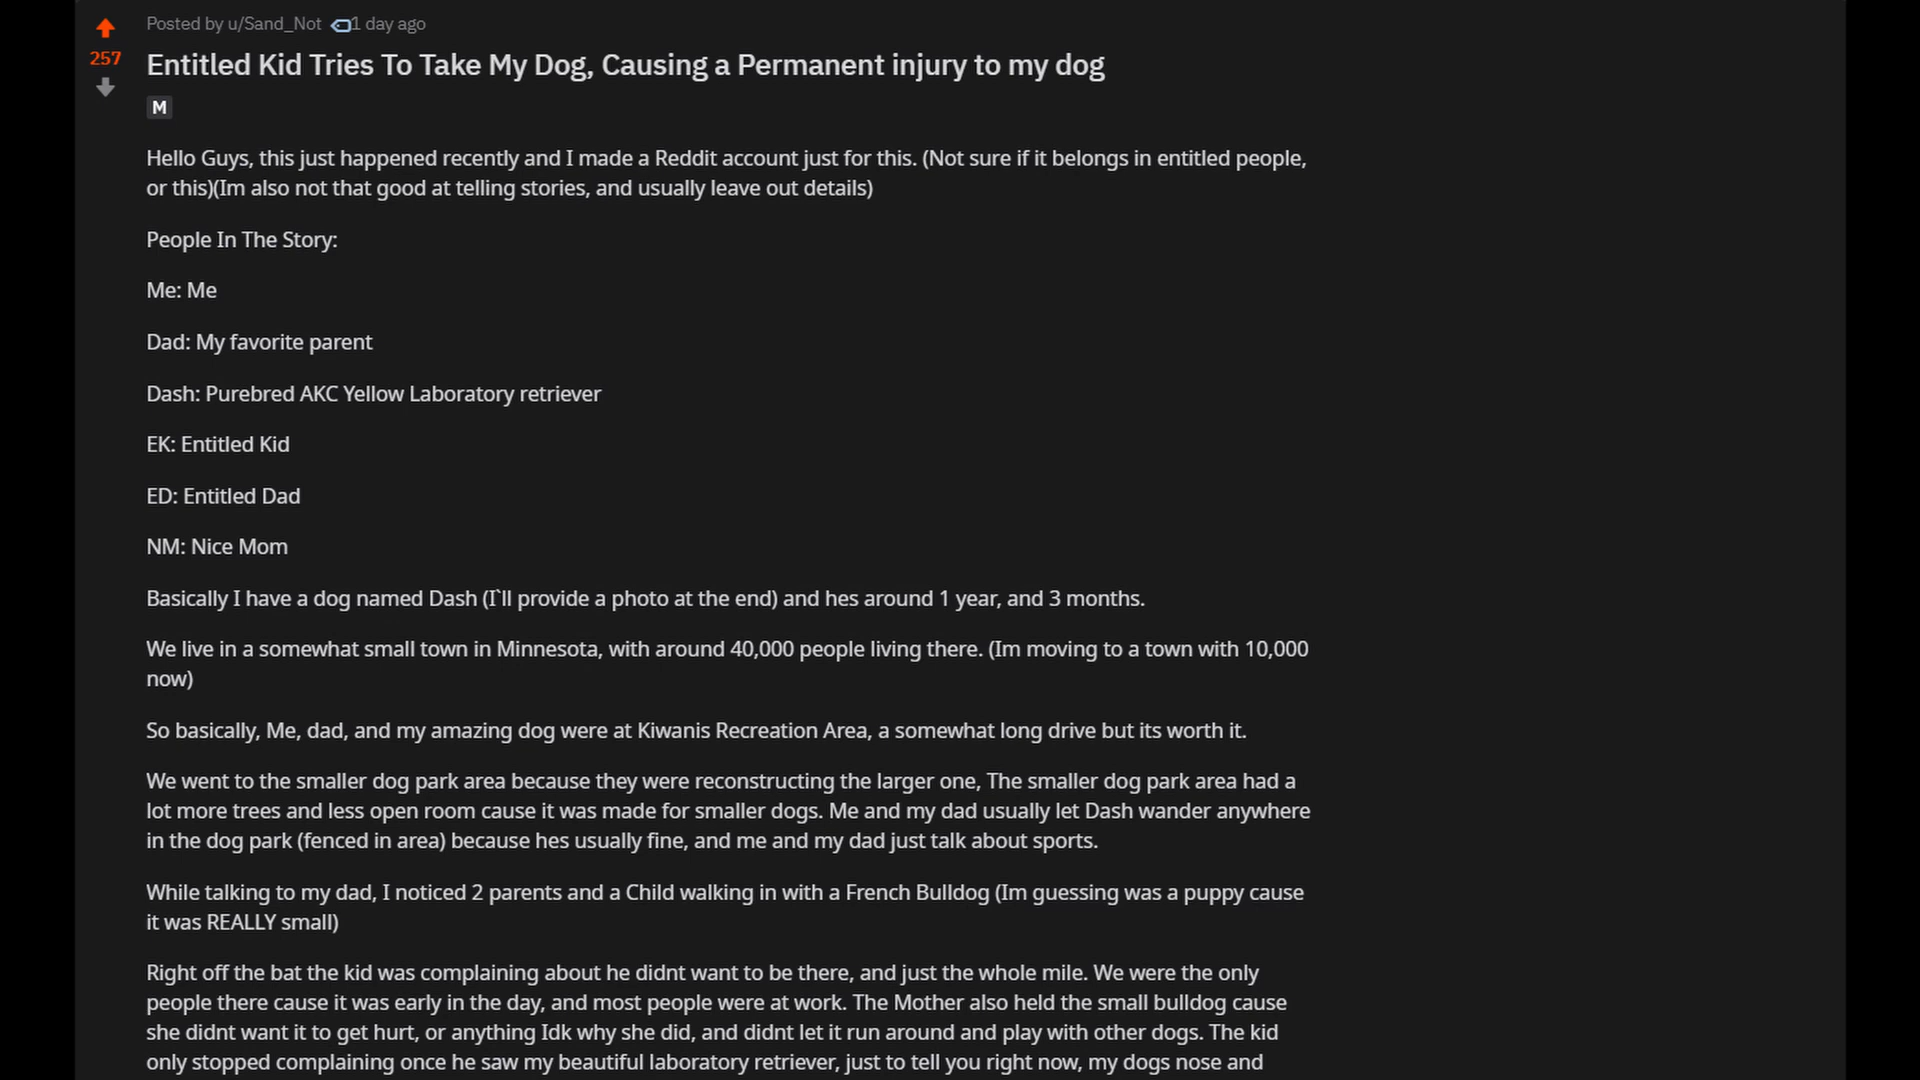 Posted by u/Sand_Not 1 day ago
257
Entitled Kid Tries To Take My Dog, Causing a Permanent injury to my dog
M
Hello Guys, this just happened recently and I made a Reddit account just for this. (Not sure if it belongs in entitled people,
or this)(Im also not that good at telling stories, and usually leave out details)
People In The Story:
Me: Me
Dad: My favorite parent
Dash: Purebred AKC Yellow Laboratory retriever
EK: Entitled Kid
ED: Entitled Dad
NM: Nice Mom
Basically I have a dog named Dash (I`ll provide a photo at the end) and hes around 1 year, and 3 months.
We live in a somewhat small town in Minnesota, with around 40,000 people living there. (Im moving to a town with 10,000
now)
So basically, Me, dad, and my amazing dog were at Kiwanis Recreation Area, a somewhat long drive but its worth it.
We went to the smaller dog park area because they were reconstructing the larger one, The smaller dog park area had a
lot more trees and less open room cause it was made for smaller dogs. Me and my dad usually let Dash wander anywhere
in the dog park (fenced in area) because hes usually fine, and me and my dad just talk about sports.
While talking to my dad, I noticed 2 parents and a Child walking in with a French Bulldog (Im guessing was a puppy cause
it was REALLY small)
Right off the bat the kid was complaining about he didnt want to be there, and just the whole mile. We were the only
people there cause it was early in the day, and most people were at work. The Mother also held the small bulldog cause
she didnt want it to get hurt, or anything Idk why she did, and didnt let it run around and play with other dogs. The kid
only stopped complaining once he saw my beautiful laboratory retriever, just to tell you right now, my dogs nose and